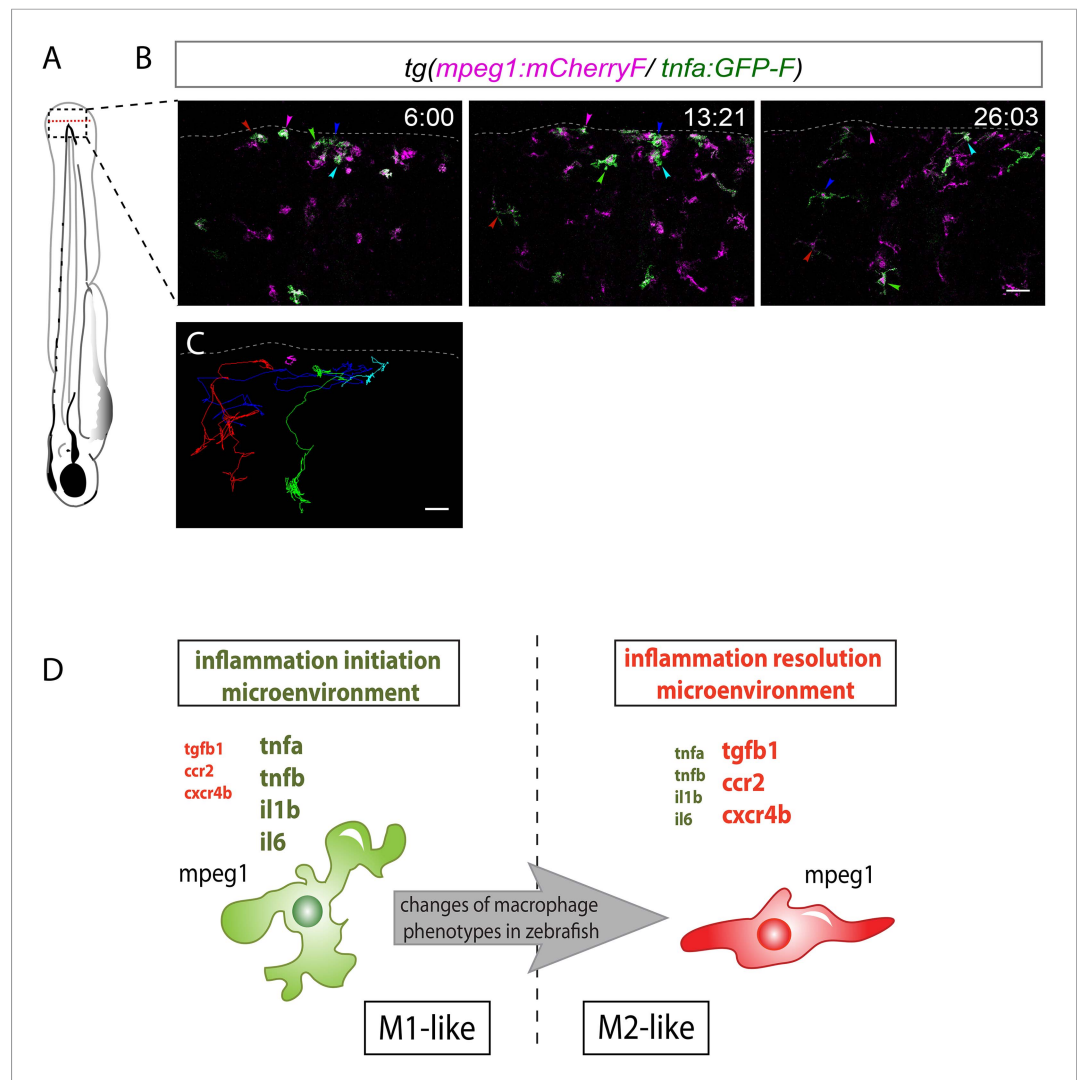 A
B
tg(mpeg1:mCherryF/ tnfa:GFP-F)
6:00
13:21
26:03
C
D
inflammation initiation
microenvironment
inflammation resolution
microenvironment
tgfb1
ccr2
cxcr4b
tnfa
tnfb
il1b
il6
mpeg1
tnfa
tnfb
il1b
il6
tgfb1
ccr2
cxcr4b
mpeg1
changes of macrophage
phenotypes in zebrafish
M1-like
M2-like